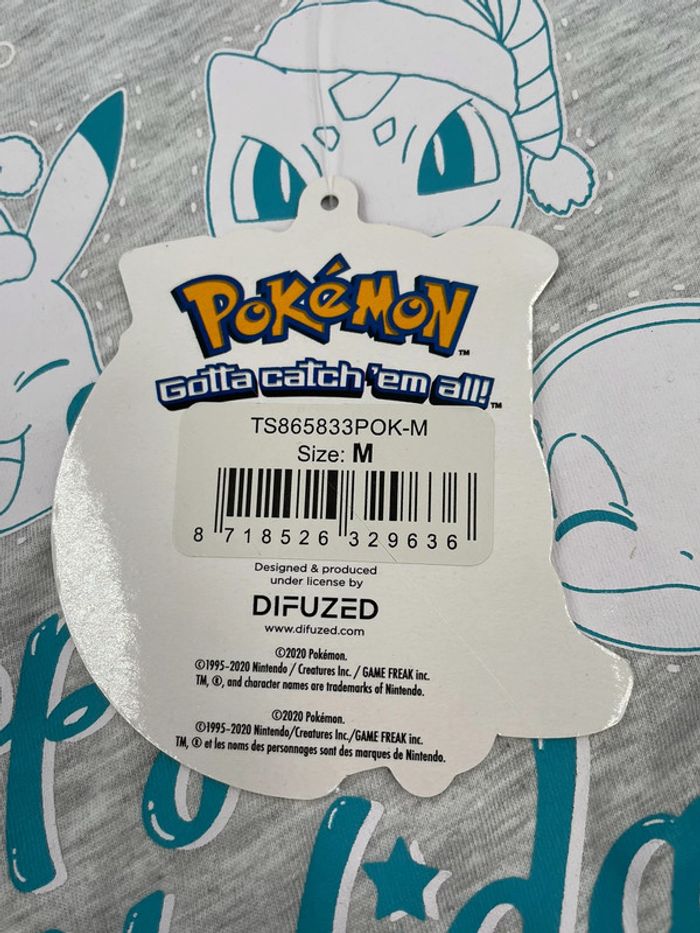 POKéMON™
Gotta catch 'em all!™
TS865833POK-M
Size: M
8 718526 329636
Designed & produced
under license by
DIFUZED
www.difuzed.com
©2020 Pokémon.
©1995-2020 Nintendo / Creatures Inc. / GAME FREAK inc.
TM, ®, and character names are trademarks of Nintendo.
©2020 Pokémon.
©1995-2020 Nintendo/Creatures Inc./GAME FREAK inc.
TM, ® et les noms des personnages sont des marques de Nintendo.